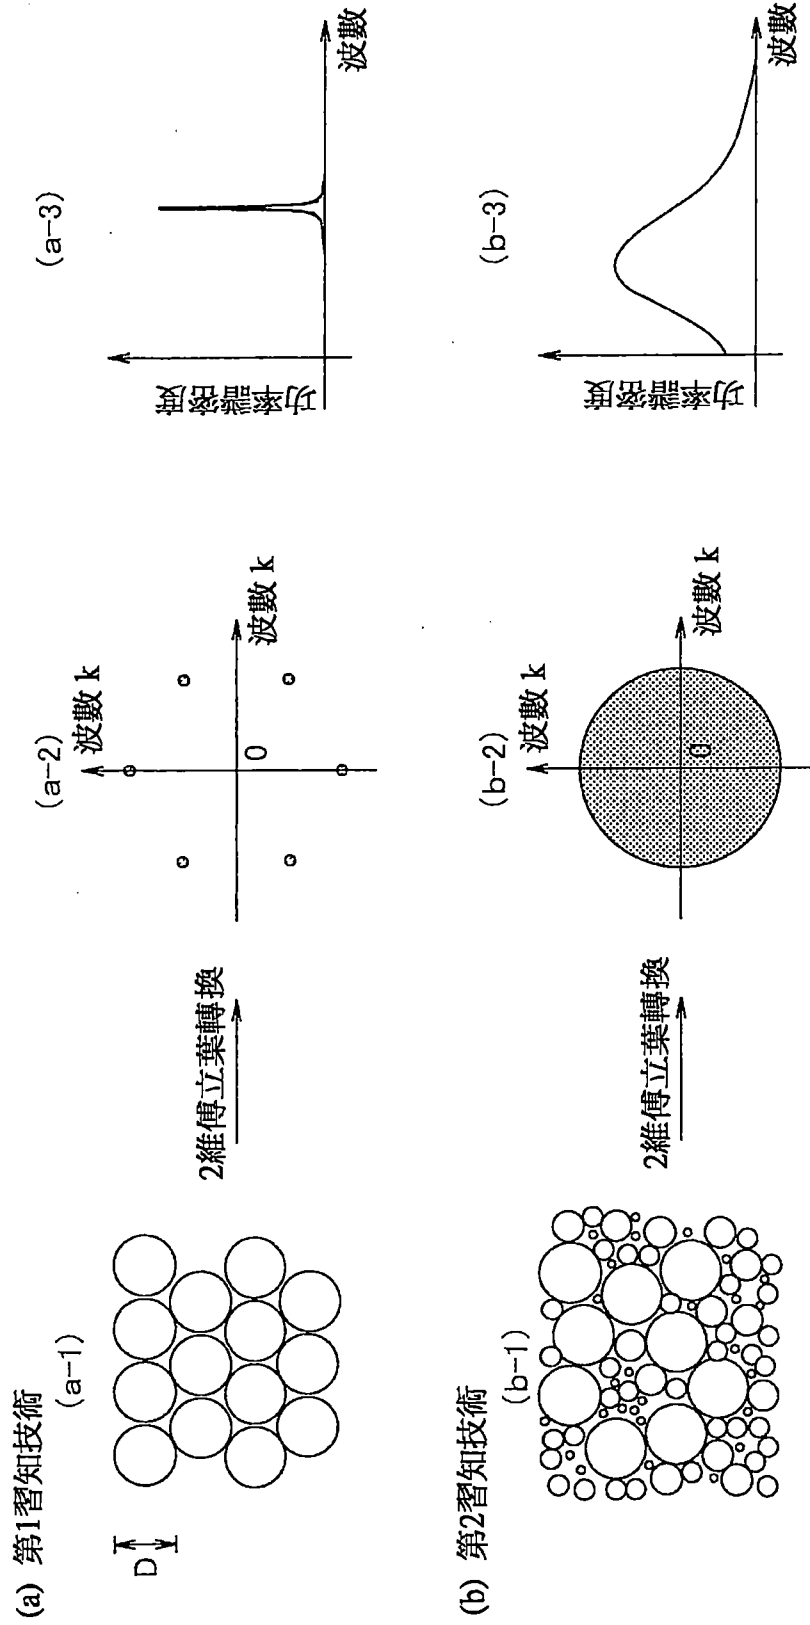 (a) 第1習知技術
(a-1)
D
2維傅立葉轉換
(a-2)
波數 k
波數 k
0
(a-3)
功率譜密度
波數
(b) 第2習知技術
(b-1)
2維傅立葉轉換
(b-2)
波數 k
波數 k
0
(b-3)
功率譜密度
波數